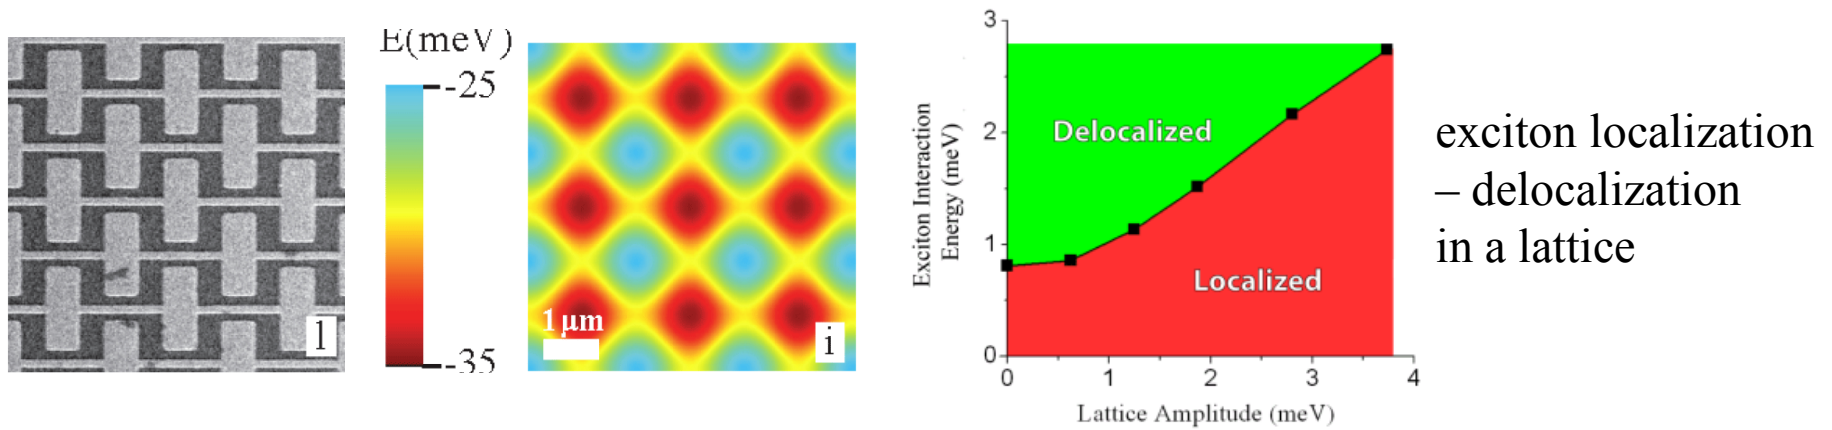 l
E(meV)
-25
-35
1 μm
i
Exciton Interaction
Energy (meV)
3
2
1
0
Delocalized
Localized
0 1 2 3 4
Lattice Amplitude (meV)
exciton localization
– delocalization
in a lattice